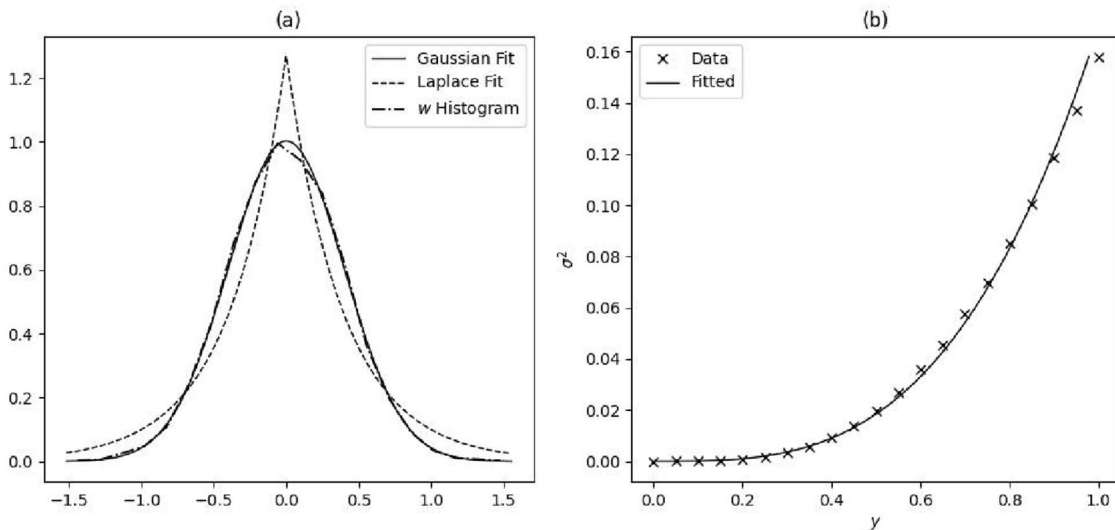 (a)
Gaussian Fit
Laplace Fit
w Histogram
1.2
1.0
0.8
0.6
0.4
0.2
0.0
−1.5 −1.0 −0.5 0.0 0.5 1.0 1.5
(b)
Data
Fitted
0.16
0.14
0.12
0.10
0.08
0.06
0.04
0.02
0.00
σ²
0.0 0.2 0.4 0.6 0.8 1.0
y